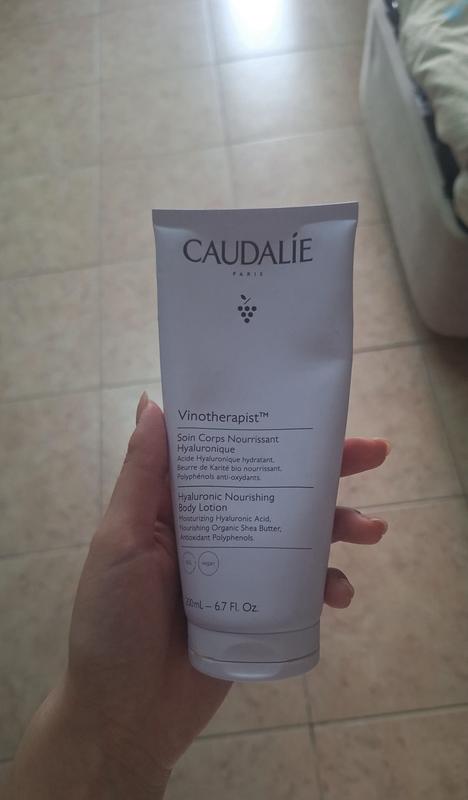 CAUDALÍE
PARIS
Vinotherapist™
Soin Corps Nourrissant
Hyaluronique
Acide Hyaluronique hydratant,
Beurre de Karité bio nourrissant,
Polyphénols anti-oxydants.
Hyaluronic Nourishing
Body Lotion
Moisturizing Hyaluronic Acid,
Nourishing Organic Shea Butter,
Antioxidant Polyphenols.
vegan
200mL – 6.7 Fl. Oz.